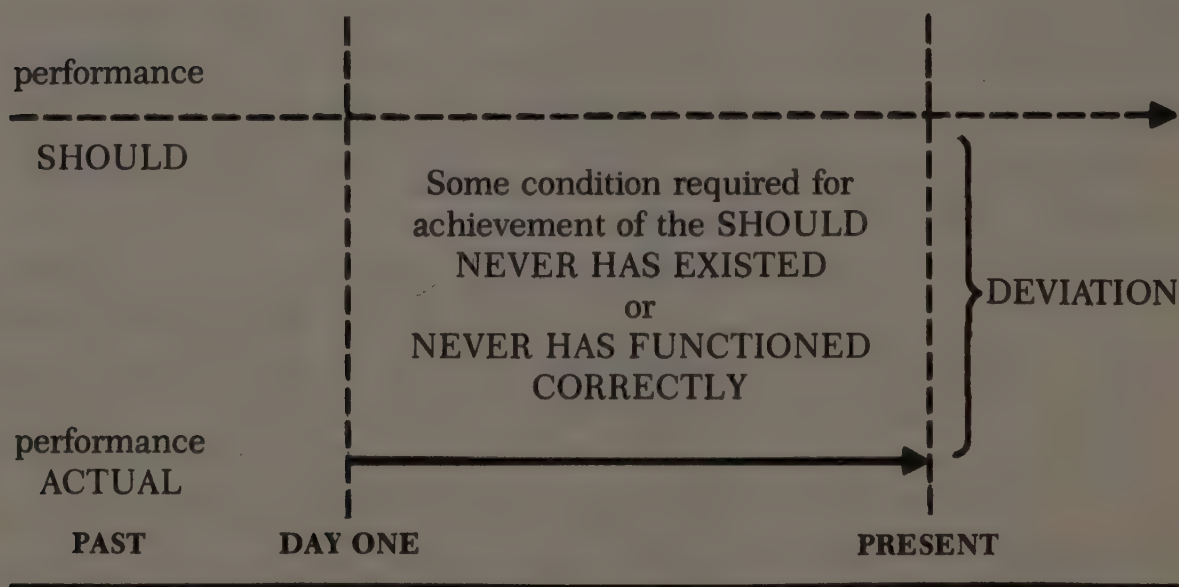 performance
SHOULD
Some condition required for
achievement of the SHOULD
NEVER HAS EXISTED
or
NEVER HAS FUNCTIONED
CORRECTLY
DEVIATION
performance
ACTUAL
PAST
DAY ONE
PRESENT